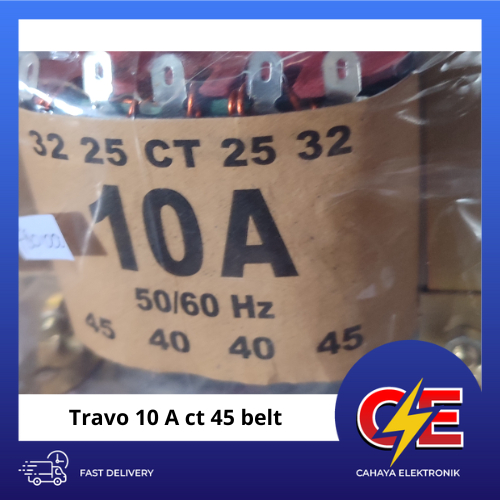 32 25 CT 25 32
10A
50/60 Hz
45 40 40 45
Travo 10 A ct 45 belt
CE
FAST DELIVERY
CAHAYA ELEKTRONIK